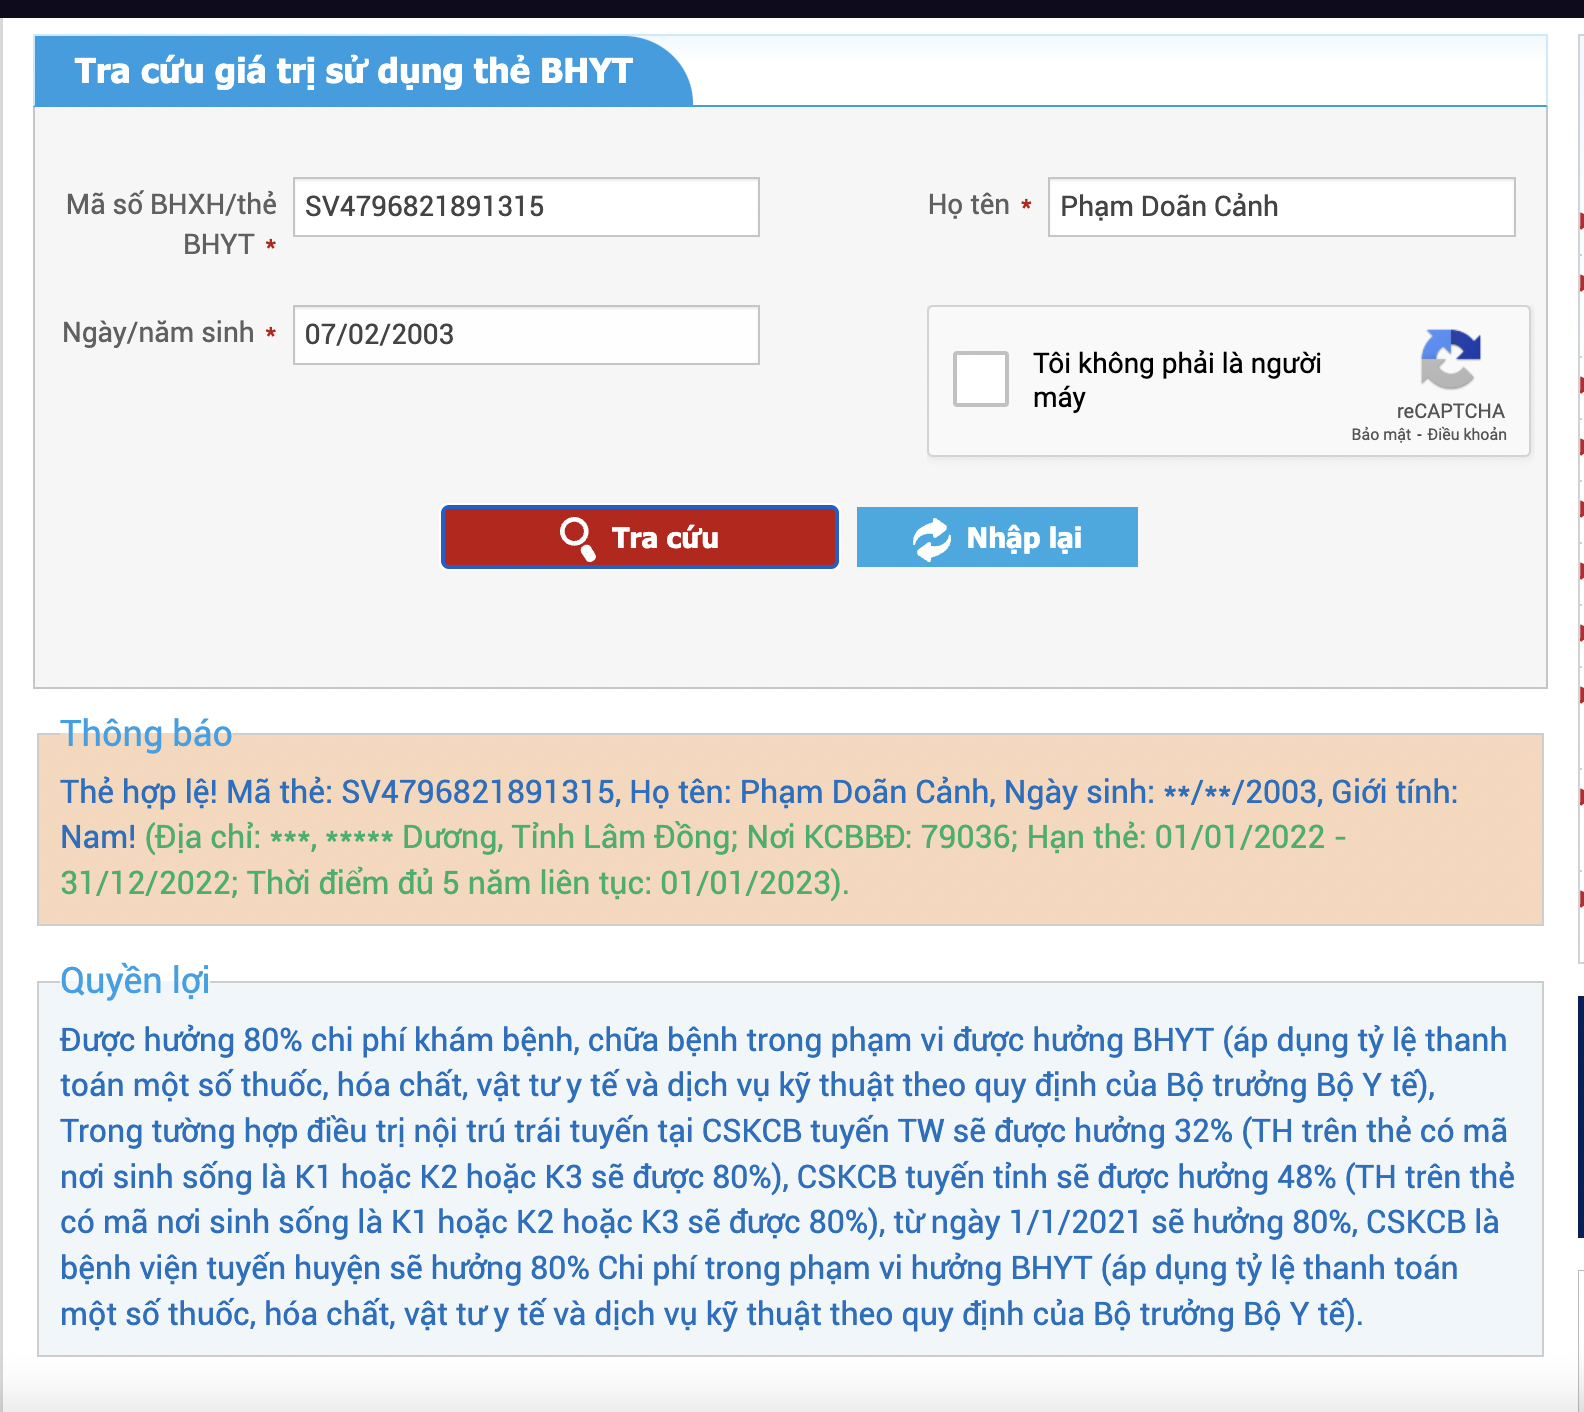 Tra cứu giá trị sử dụng thẻ BHYT
Mã số BHXH/thẻ
BHYT *
SV4796821891315
Họ tên *
Phạm Doãn Cảnh
Ngày/năm sinh *
07/02/2003
Tôi không phải là người
máy
reCAPTCHA
Bảo mật - Điều khoản
Tra cứu
Nhập lại
Thông báo
Thẻ hợp lệ! Mã thẻ: SV4796821891315, Họ tên: Phạm Doãn Cảnh, Ngày sinh: **/**/2003, Giới tính:
Nam! (Địa chỉ: ***, ***** Dương, Tỉnh Lâm Đồng; Nơi KCBBĐ: 79036; Hạn thẻ: 01/01/2022 -
31/12/2022; Thời điểm đủ 5 năm liên tục: 01/01/2023).
Quyền lợi
Được hưởng 80% chi phí khám bệnh, chữa bệnh trong phạm vi được hưởng BHYT (áp dụng tỷ lệ thanh
toán một số thuốc, hóa chất, vật tư y tế và dịch vụ kỹ thuật theo quy định của Bộ trưởng Bộ Y tế),
Trong tường hợp điều trị nội trú trái tuyến tại CSKCB tuyến TW sẽ được hưởng 32% (TH trên thẻ có mã
nơi sinh sống là K1 hoặc K2 hoặc K3 sẽ được 80%), CSKCB tuyến tỉnh sẽ được hưởng 48% (TH trên thẻ
có mã nơi sinh sống là K1 hoặc K2 hoặc K3 sẽ được 80%), từ ngày 1/1/2021 sẽ hưởng 80%, CSKCB là
bệnh viện tuyến huyện sẽ hưởng 80% Chi phí trong phạm vi hưởng BHYT (áp dụng tỷ lệ thanh toán
một số thuốc, hóa chất, vật tư y tế và dịch vụ kỹ thuật theo quy định của Bộ trưởng Bộ Y tế).